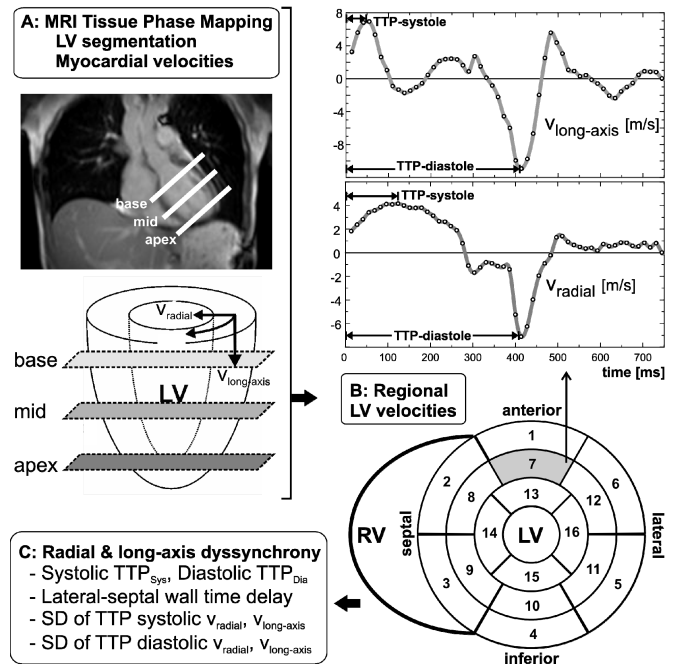 A: MRI Tissue Phase Mapping
LV segmentation
Myocardial velocities
base
mid
apex
Vradial
Vlong-axis
LV
base
mid
apex
8
4
0
-4
-8
TTP-systole
Vlong-axis [m/s]
TTP-diastole
4
2
0
-2
-4
-6
TTP-systole
Vradial [m/s]
TTP-diastole
0 100 200 300 400 500 600 700
time [ms]
B: Regional
LV velocities
anterior
1
7
13
2
8
14
LV
16
12
6
RV
septal
lateral
3
9
15
11
5
10
4
inferior
C: Radial & long-axis dyssynchrony
- Systolic TTPSys, Diastolic TTPDia
- Lateral-septal wall time delay
- SD of TTP systolic vradial, vlong-axis
- SD of TTP diastolic vradial, vlong-axis